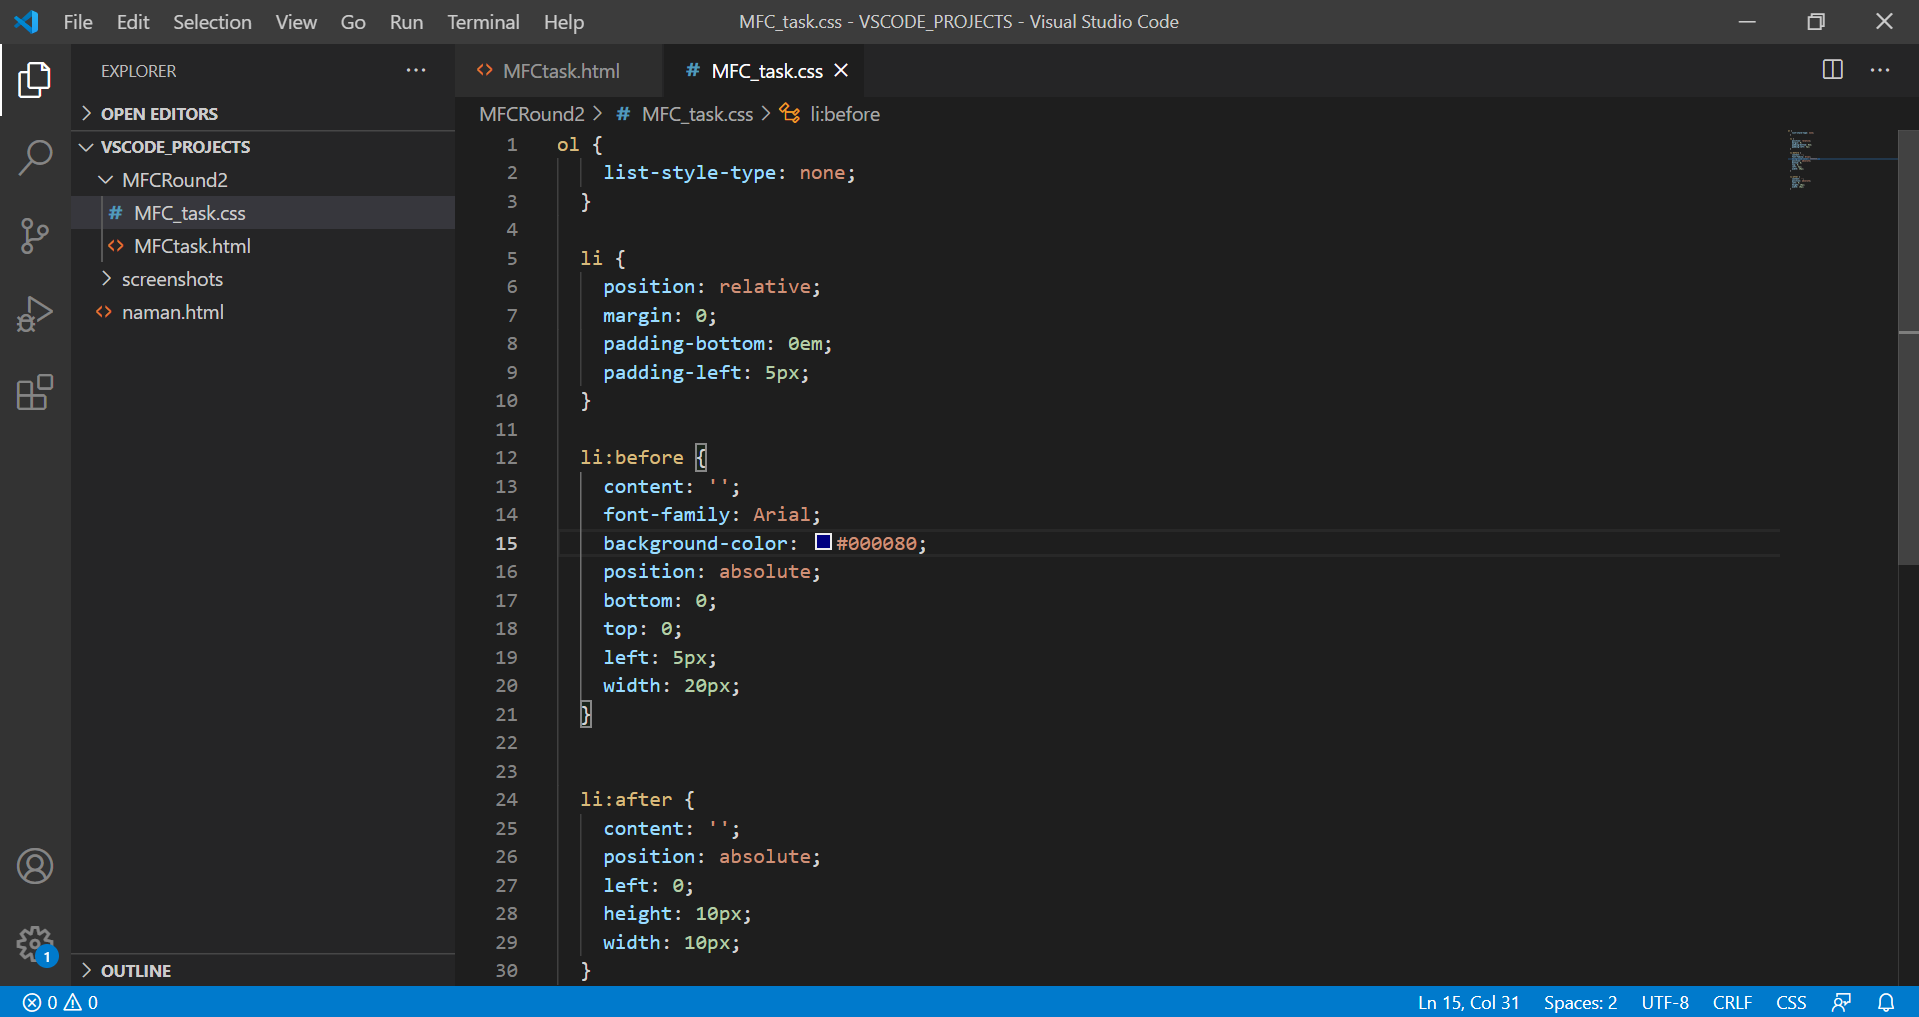 File Edit Selection View Go Run Terminal Help MFC_task.css - VSCODE_PROJECTS - Visual Studio Code
EXPLORER
OPEN EDITORS
VSCODE_PROJECTS
MFCRound2
# MFC_task.css
<> MFCtask.html
screenshots
<> naman.html
OUTLINE
1
<> MFCtask.html # MFC_task.css
MFCRound2 > # MFC_task.css > li:before
1 ol {
2 list-style-type: none;
3 }
4
5 li {
6 position: relative;
7 margin: 0;
8 padding-bottom: 0em;
9 padding-left: 5px;
10 }
11
12 li:before {
13 content: '';
14 font-family: Arial;
15 background-color: #000080;
16 position: absolute;
17 bottom: 0;
18 top: 0;
19 left: 5px;
20 width: 20px;
21 }
22
23
24 li:after {
25 content: '';
26 position: absolute;
27 left: 0;
28 height: 10px;
29 width: 10px;
30 }
0 0 Ln 15, Col 31 Spaces: 2 UTF-8 CRLF CSS